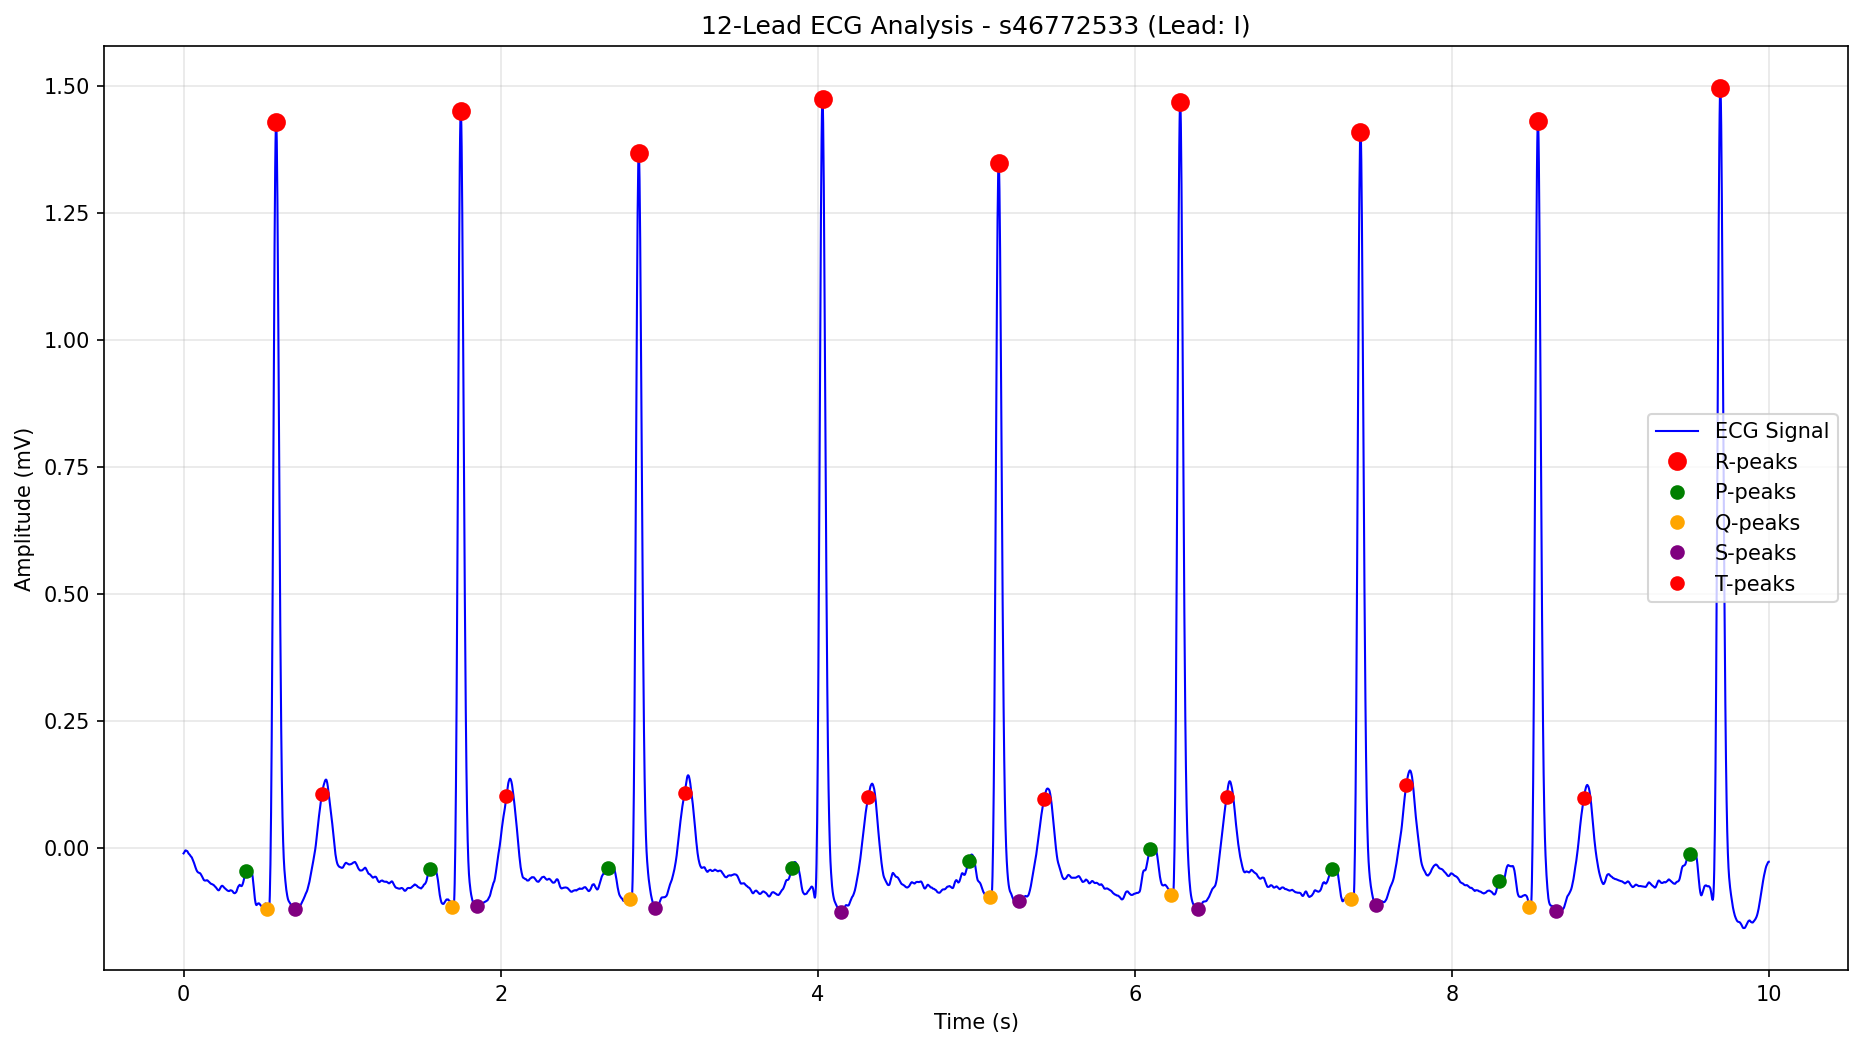 12-Lead ECG Analysis - s46772533 (Lead: I)
Amplitude (mV)
1.50
1.25
1.00
0.75
0.50
0.25
0.00
ECG Signal
R-peaks
P-peaks
Q-peaks
S-peaks
T-peaks
0 2 4 6 8 10
Time (s)